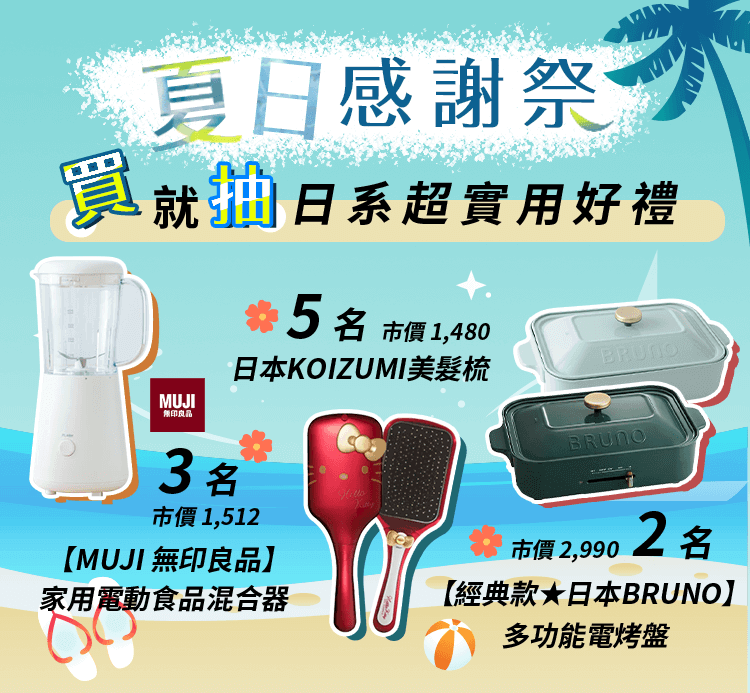 夏日感謝祭
買就抽日系超實用好禮
5名 市價1,480
日本KOIZUMI美髮梳
BRUNO
BRUNO
MUJI
無印良品
3名
市價1,512
【MUJI 無印良品】
家用電動食品混合器
Hello
Kitty
市價2,990 2名
【經典款★日本BRUNO】
多功能電烤盤